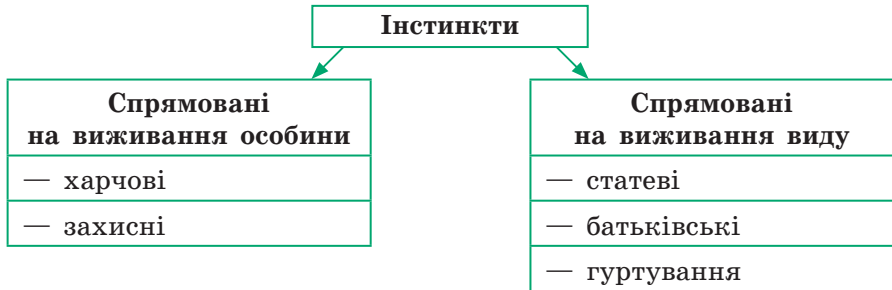 Інстинкти
Спрямовані
на виживання особини
— харчові
— захисні
Спрямовані
на виживання виду
— статеві
— батьківські
— гуртування